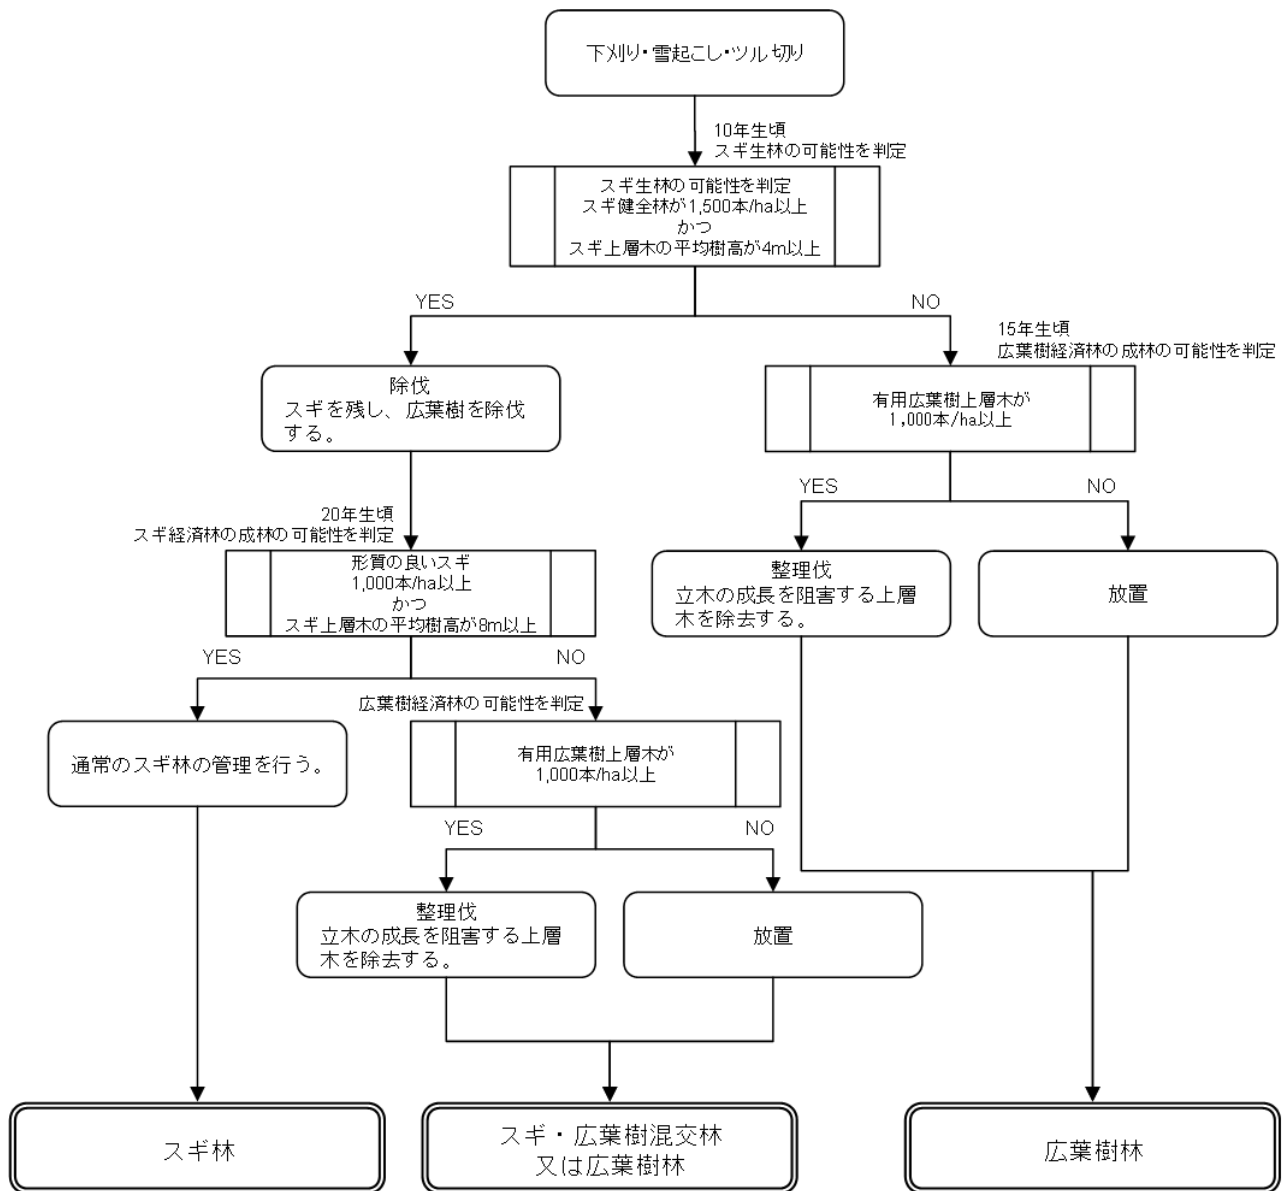 下刈り・雪起こし・ツル切り
10年生頃
スギ生林の可能性を判定
スギ生林の可能性を判定
スギ健全林が1,500本/ha以上
かつ
スギ上層木の平均樹高が4m以上
YES
NO
15年生頃
広葉樹経済林の成林の可能性を判定
除伐
スギを残し、広葉樹を除伐
する。
有用広葉樹上層木が
1,000本/ha以上
YES
NO
20年生頃
スギ経済林の成林の可能性を判定
形質の良いスギ
1,000本/ha以上
かつ
スギ上層木の平均樹高が8m以上
整理伐
立木の成長を阻害する上層
木を除去する。
放置
YES
NO
広葉樹経済林の可能性を判定
通常のスギ林の管理を行う。
有用広葉樹上層木が
1,000本/ha以上
YES
NO
整理伐
立木の成長を阻害する上層
木を除去する。
放置
スギ林
スギ・広葉樹混交林
又は広葉樹林
広葉樹林